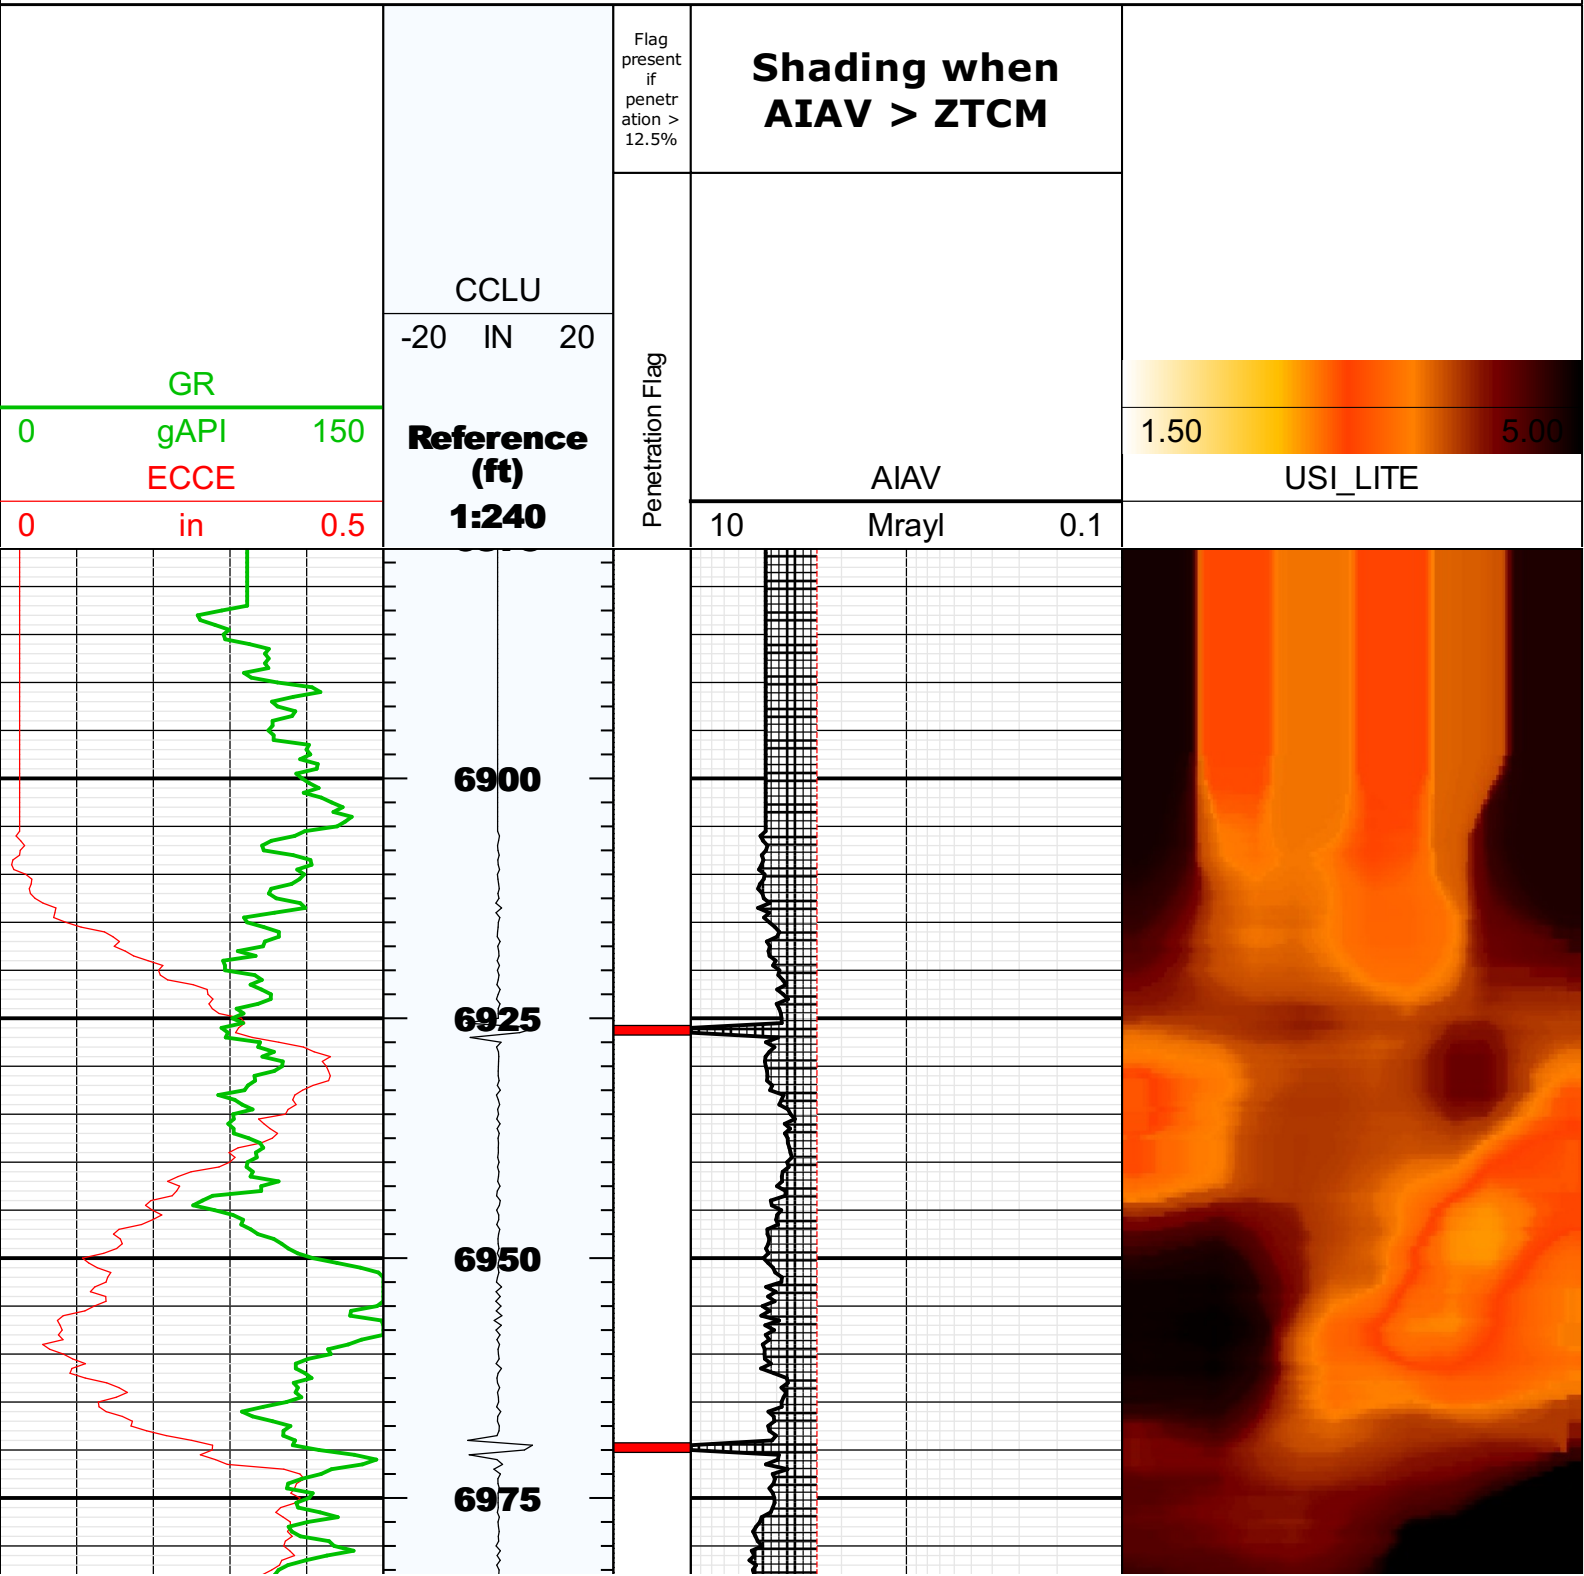 Flag
present
if
penetr
ation >
12.5%
Shading when
AIAV > ZTCM
CCLU
-20 IN 20
GR
0 gAPI 150
ECCE
0 in 0.5
Reference
(ft)
1:240
Penetration Flag
AIAV
10 Mrayl 0.1
1.50 5.00
USI_LITE
6900
6925
6950
6975